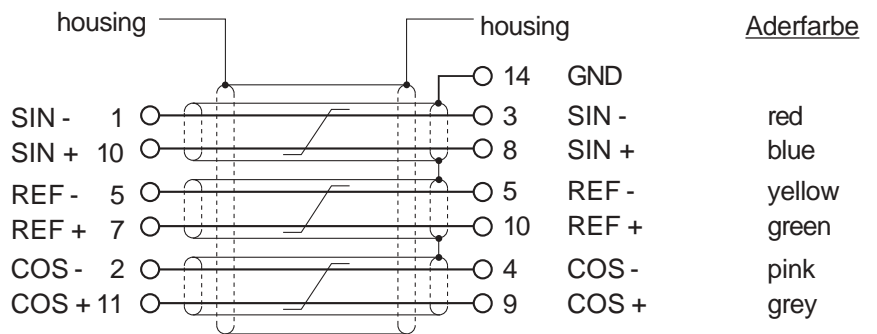 housing housing Aderfarbe
14 GND
SIN - 1 3 SIN - red
SIN + 10 8 SIN + blue
REF - 5 5 REF - yellow
REF + 7 10 REF + green
COS - 2 4 COS - pink
COS + 11 9 COS + grey